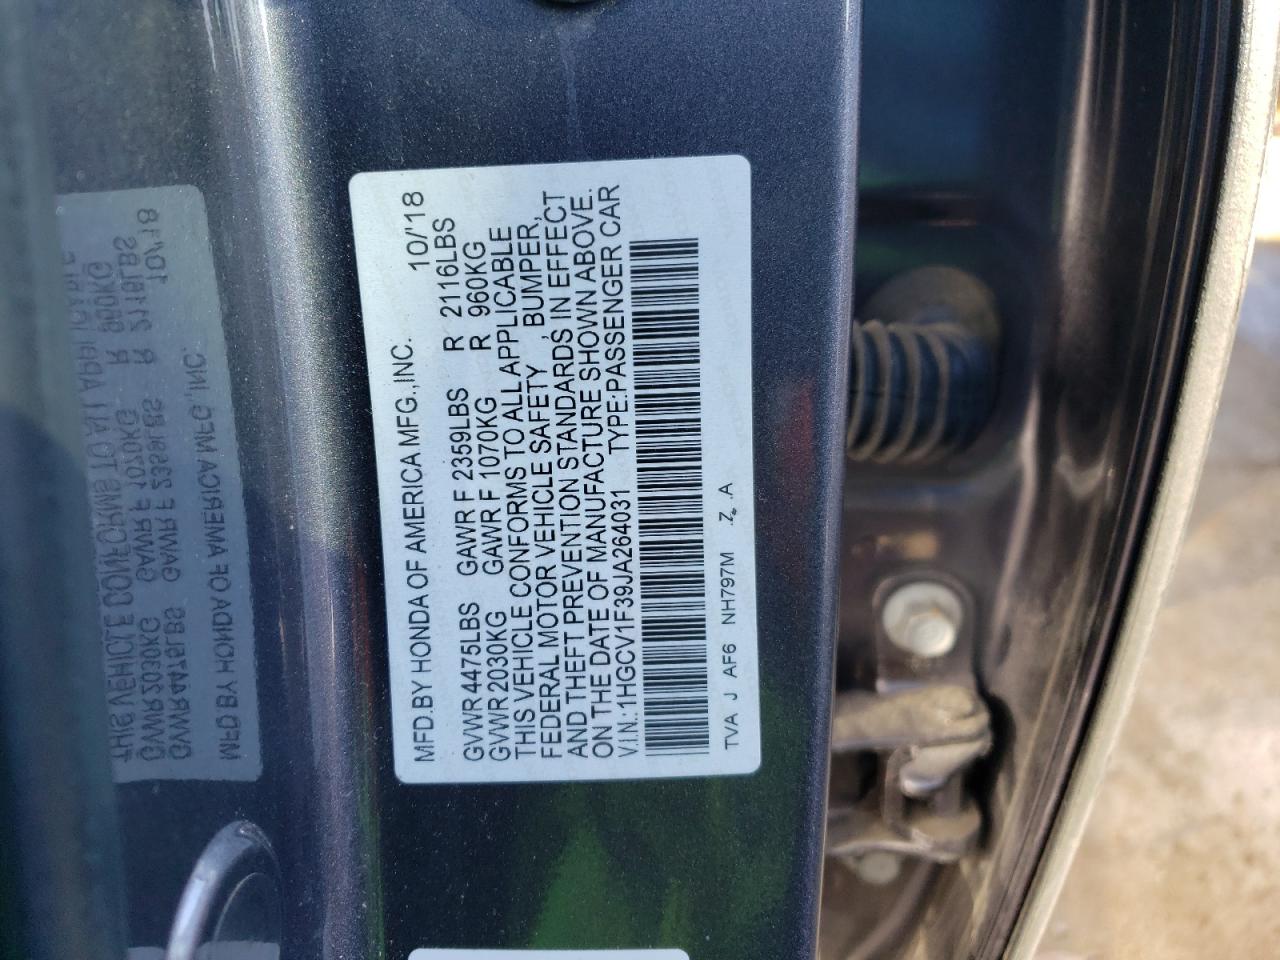 MFD.BY HONDA OF AMERICA MFG.,INC. 10/'18
GVWR 4475LBS GAWR F 2359LBS R 2116LBS
GVWR 2030KG GAWR F 1070KG R 960KG
THIS VEHICLE CONFORMS TO ALL APPLICABLE
FEDERAL MOTOR VEHICLE SAFETY, BUMPER,
AND THEFT PREVENTION STANDARDS IN EFFECT
ON THE DATE OF MANUFACTURE SHOWN ABOVE.
V.IN.:1HGCV1F39JA264031 TYPE:PASSENGER CAR
TVA J AF6 NH797M Z .A